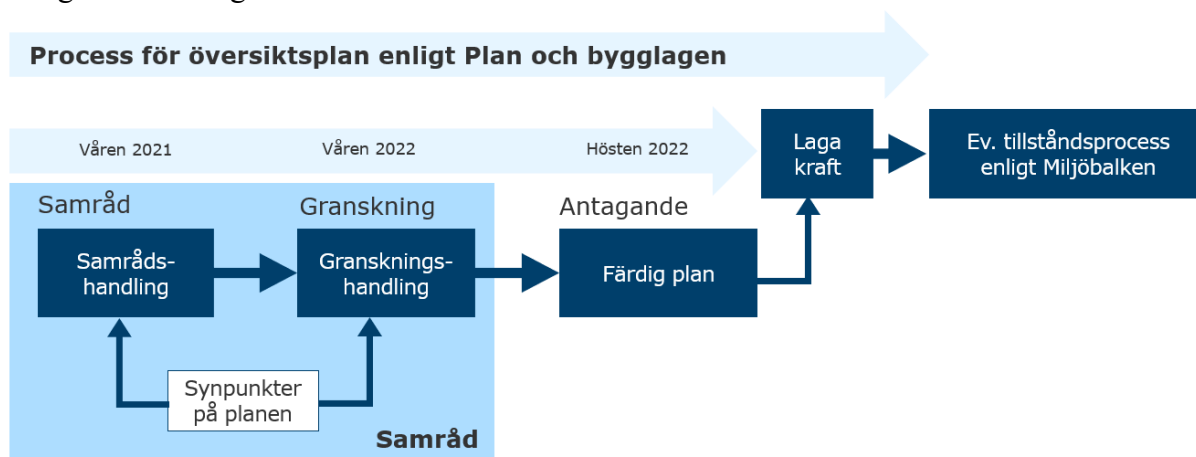 Process för översiktsplan enligt Plan och bygglagen
Våren 2021
Våren 2022
Hösten 2022
Laga
kraft
Ev. tillståndsprocess
enligt Miljöbalken
Samråd
Granskning
Antagande
Samråds-
handling
Gransknings-
handling
Färdig plan
Synpunkter
på planen
Samråd